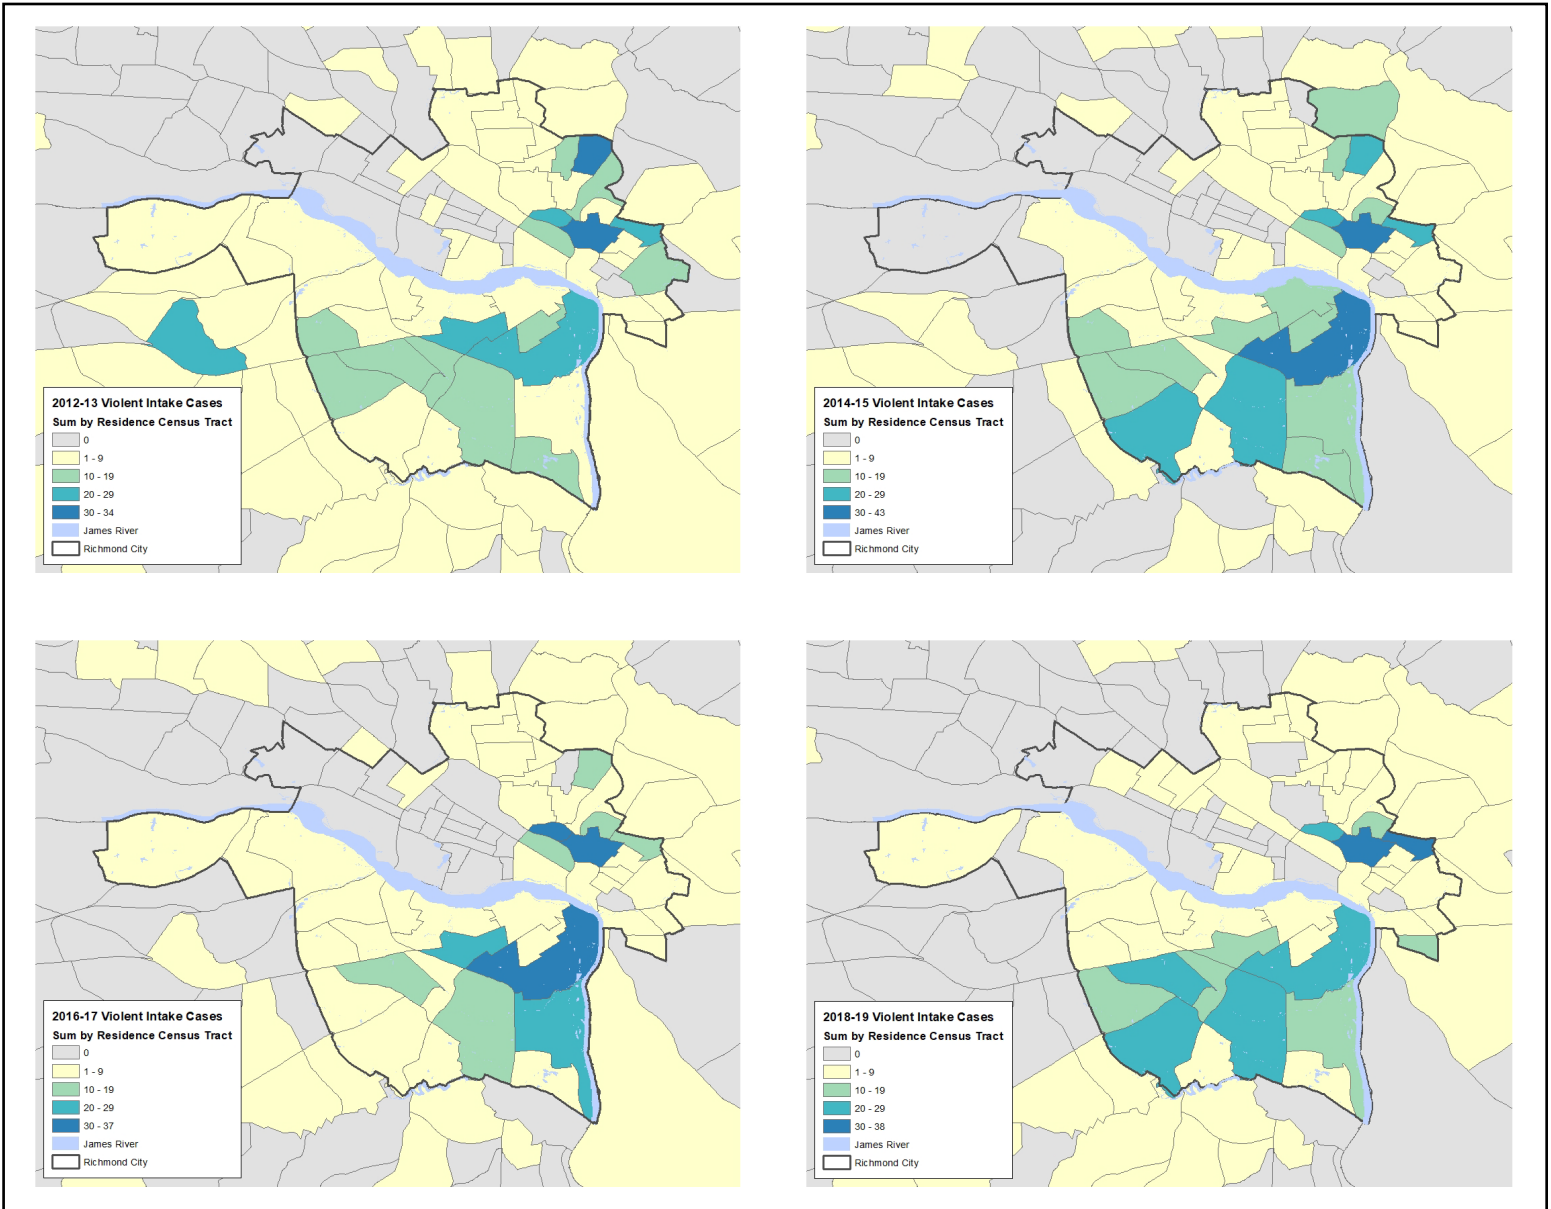 2012-13 Violent Intake Cases
Sum by Residence Census Tract
0
1 - 9
10 - 19
20 - 29
30 - 34
James River
Richmond City
2014-15 Violent Intake Cases
Sum by Residence Census Tract
0
1 - 9
10 - 19
20 - 29
30 - 43
James River
Richmond City
2016-17 Violent Intake Cases
Sum by Residence Census Tract
0
1 - 9
10 - 19
20 - 29
30 - 37
James River
Richmond City
2018-19 Violent Intake Cases
Sum by Residence Census Tract
0
1 - 9
10 - 19
20 - 29
30 - 38
James River
Richmond City